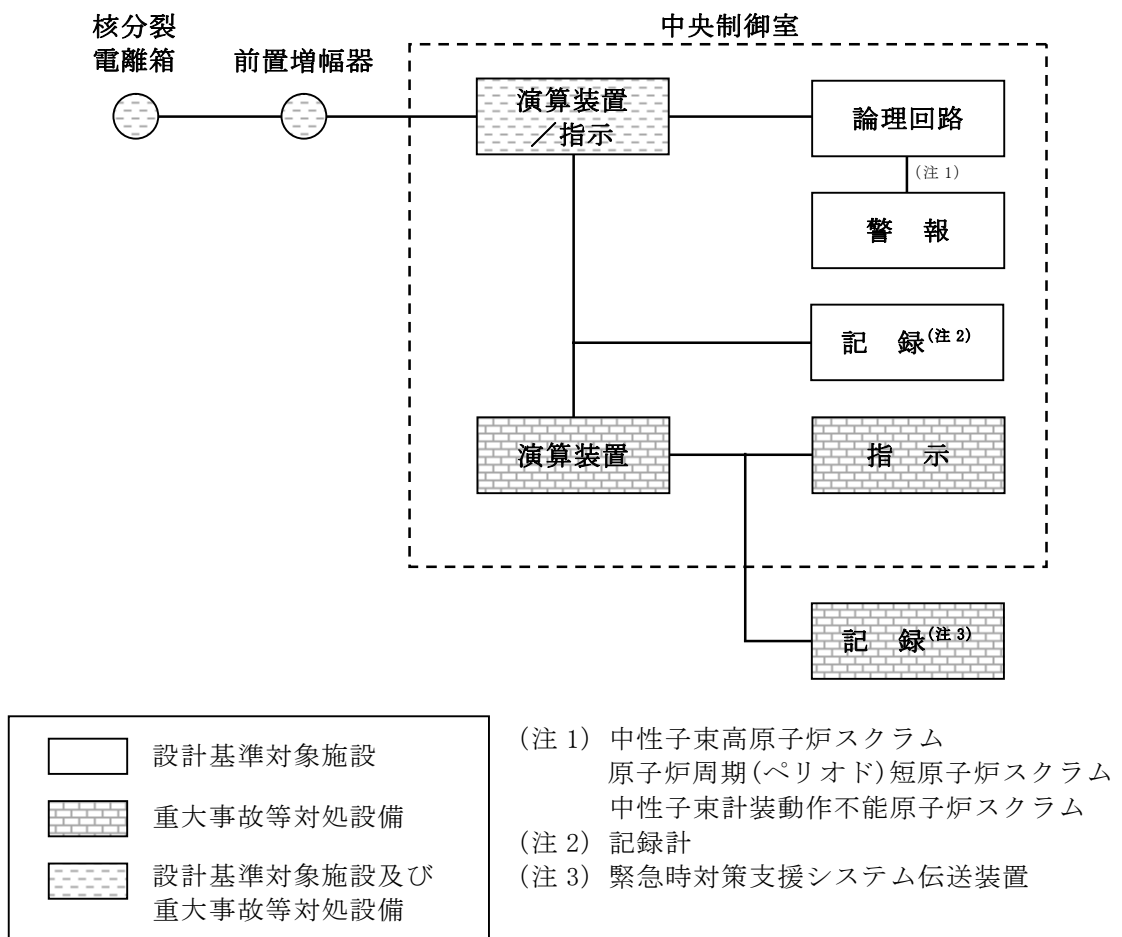 核分裂
電離箱
前置増幅器
中央制御室
演算装置
／指示
論理回路
(注 1)
警　報
記　録(注 2)
演算装置
指　示
記　録(注 3)
設計基準対象施設
重大事故等対処設備
設計基準対象施設及び
重大事故等対処設備
(注 1) 中性子束高原子炉スクラム
原子炉周期(ペリオド)短原子炉スクラム
中性子束計装動作不能原子炉スクラム
(注 2) 記録計
(注 3) 緊急時対策支援システム伝送装置